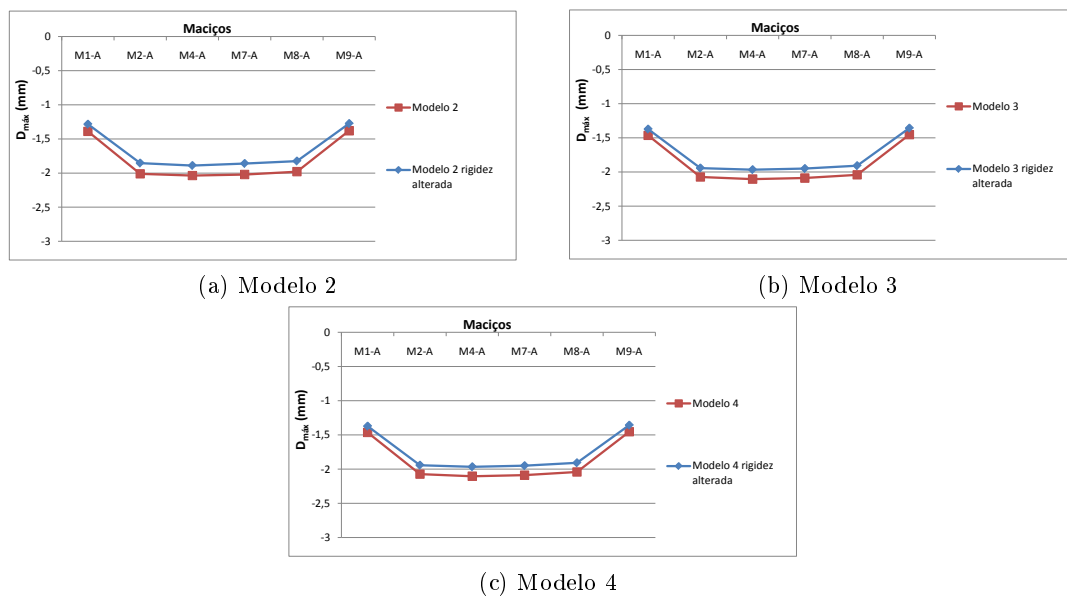 Maciços
0
M1-A M2-A M4-A M7-A M8-A M9-A
-0,5
-1
-1,5
-2
-2,5
-3
Dmáx (mm)
Modelo 2
Modelo 2 rigidez
alterada
(a) Modelo 2
Maciços
0
M1-A M2-A M4-A M7-A M8-A M9-A
-0,5
-1
-1,5
-2
-2,5
-3
Dmáx (mm)
Modelo 3
Modelo 3 rigidez
alterada
(b) Modelo 3
Maciços
0
M1-A M2-A M4-A M7-A M8-A M9-A
-0,5
-1
-1,5
-2
-2,5
-3
Dmáx (mm)
Modelo 4
Modelo 4 rigidez
alterada
(c) Modelo 4